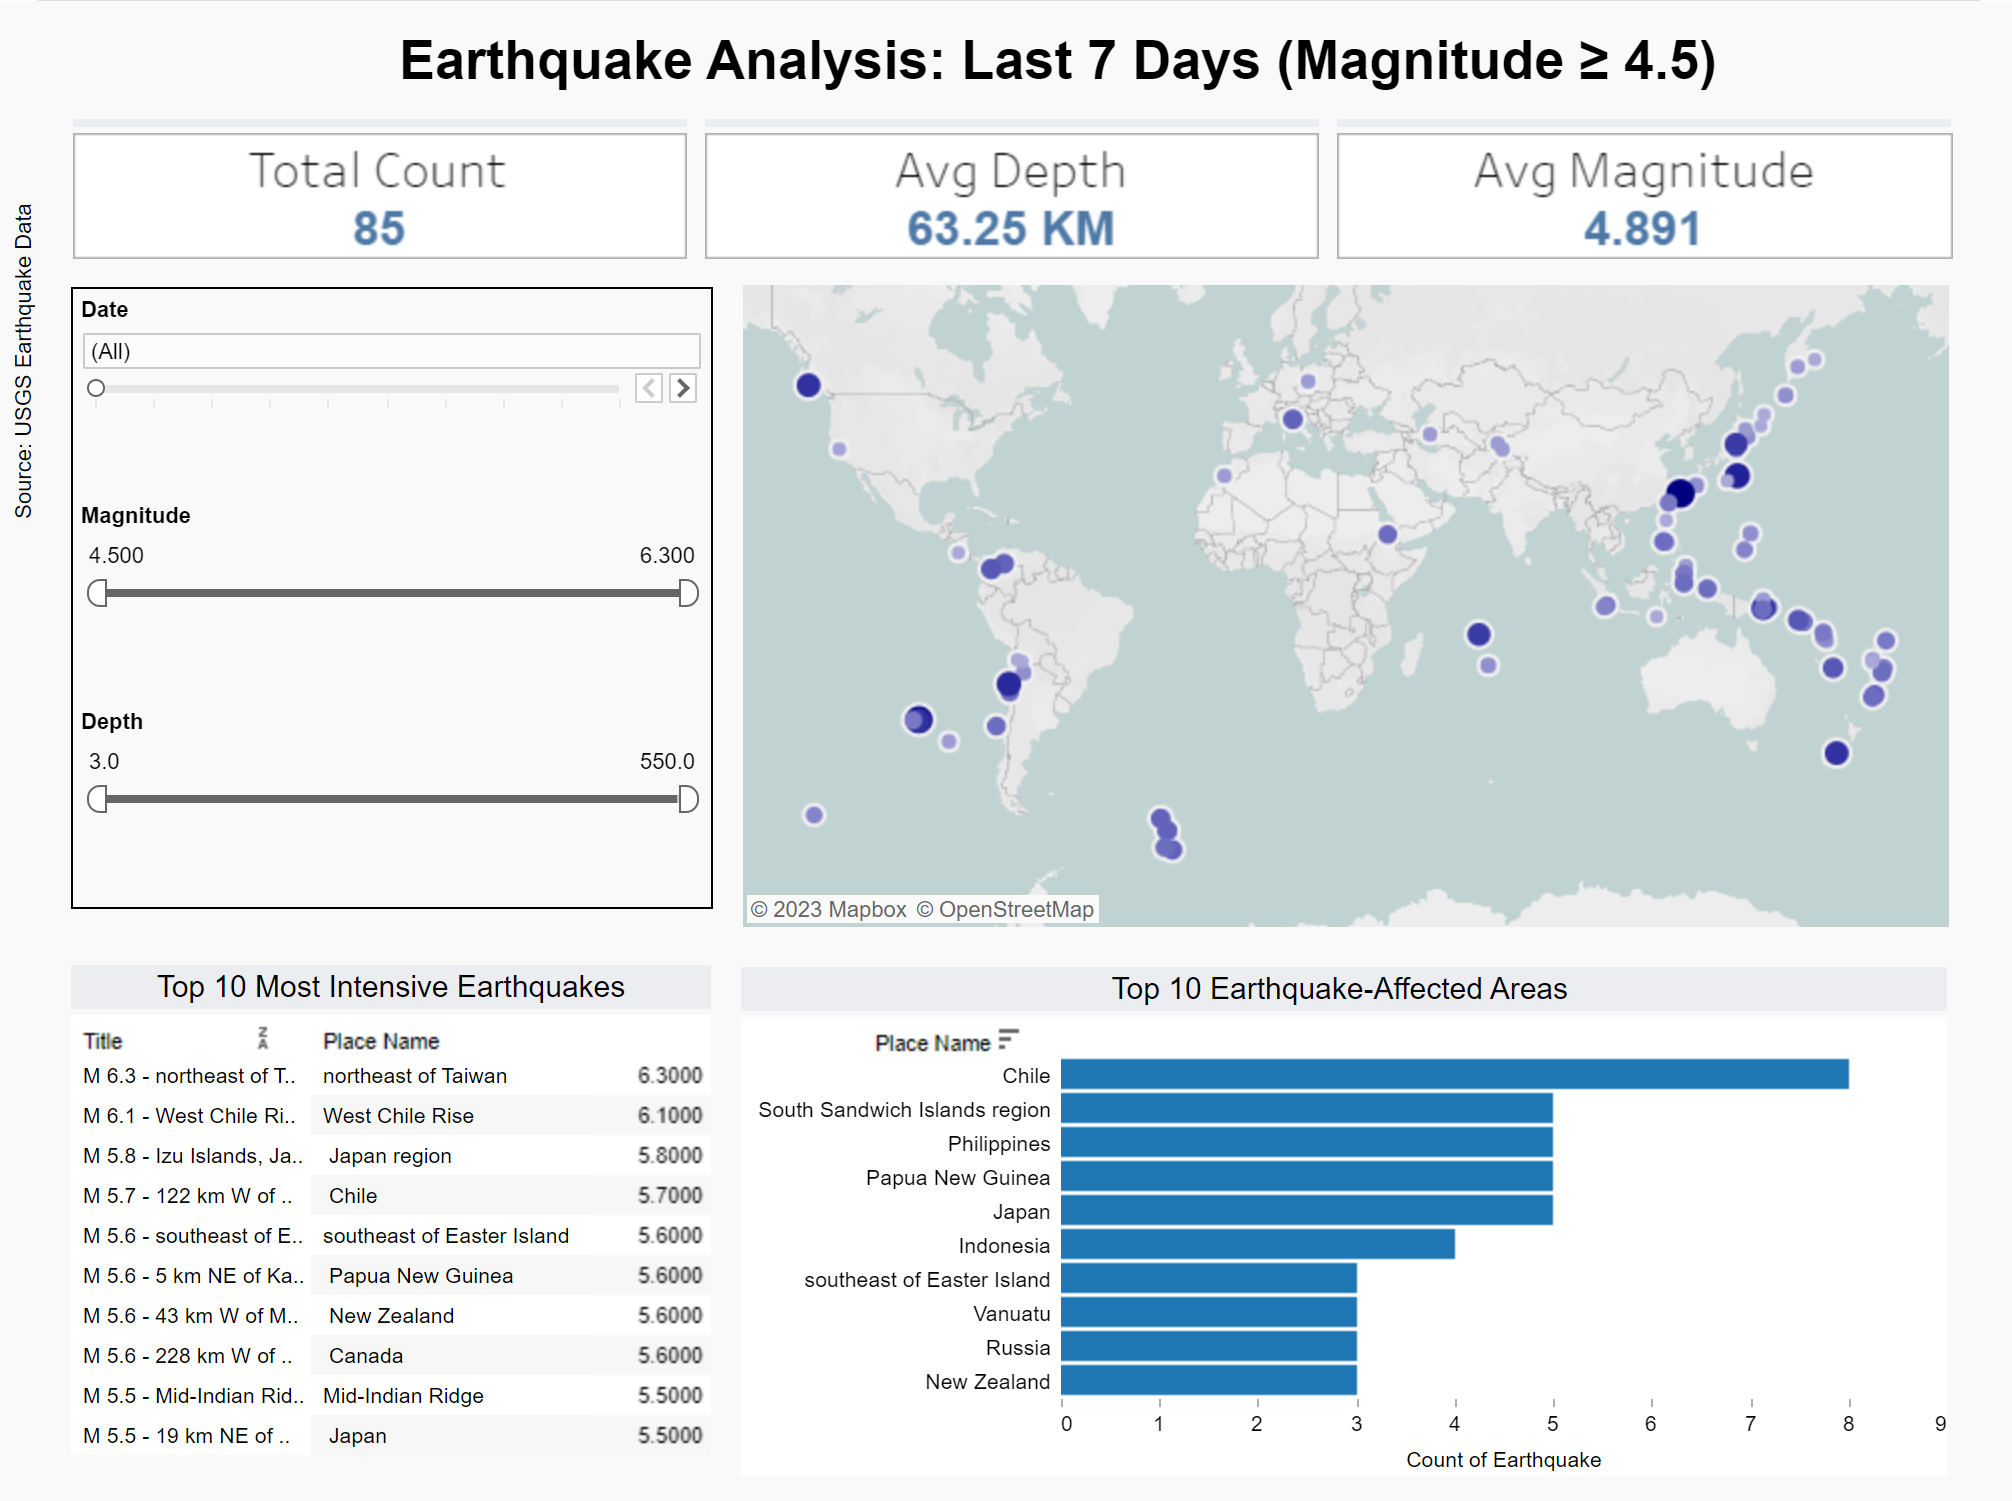 Earthquake Analysis: Last 7 Days (Magnitude ≥ 4.5)
Total Count
85
Avg Depth
63.25 KM
Avg Magnitude
4.891
Source: USGS Earthquake Data
Date
(All)
Magnitude
4.500 6.300
Depth
3.0 550.0
© 2023 Mapbox © OpenStreetMap
Top 10 Most Intensive Earthquakes
Title Place Name
M 6.3 - northeast of T.. northeast of Taiwan 6.3000
M 6.1 - West Chile Ri.. West Chile Rise 6.1000
M 5.8 - Izu Islands, Ja.. Japan region 5.8000
M 5.7 - 122 km W of .. Chile 5.7000
M 5.6 - southeast of E.. southeast of Easter Island 5.6000
M 5.6 - 5 km NE of Ka.. Papua New Guinea 5.6000
M 5.6 - 43 km W of M.. New Zealand 5.6000
M 5.6 - 228 km W of .. Canada 5.6000
M 5.5 - Mid-Indian Rid.. Mid-Indian Ridge 5.5000
M 5.5 - 19 km NE of .. Japan 5.5000
Top 10 Earthquake-Affected Areas
Place Name
Chile
South Sandwich Islands region
Philippines
Papua New Guinea
Japan
Indonesia
southeast of Easter Island
Vanuatu
Russia
New Zealand
0 1 2 3 4 5 6 7 8 9
Count of Earthquake